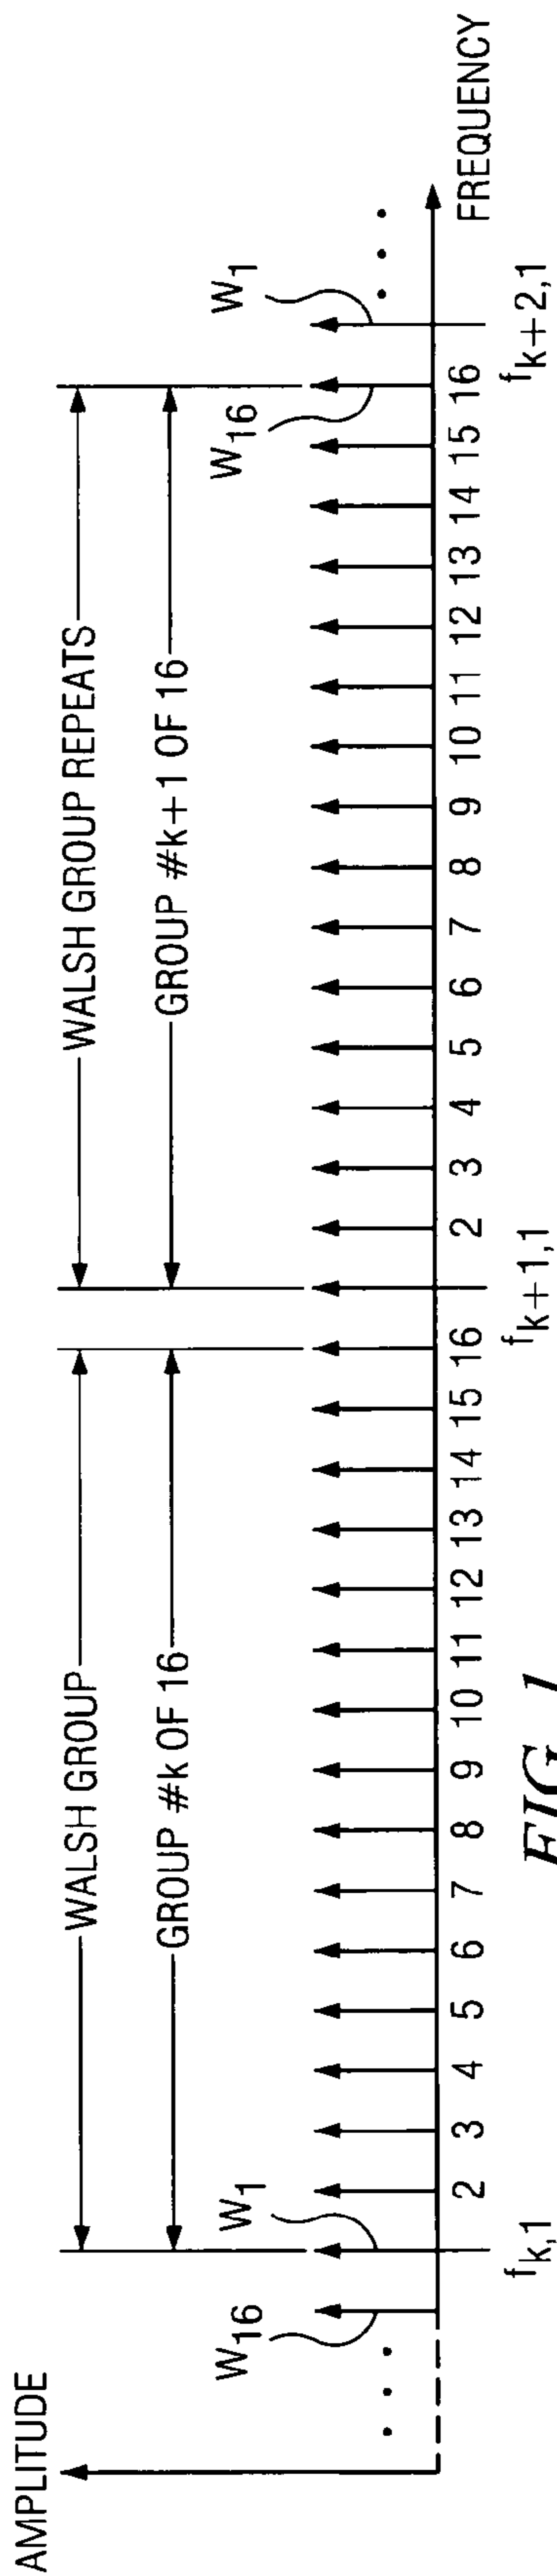 AMPLITUDE
WALSH GROUP
WALSH GROUP REPEATS
GROUP #k OF 16
GROUP #k+1 OF 16
W16
W1
W16
W1
2 3 4 5 6 7 8 9 10 11 12 13 14 15 16
2 3 4 5 6 7 8 9 10 11 12 13 14 15 16
FREQUENCY
fk,1
fk+1,1
fk+2,1
FIG. 1